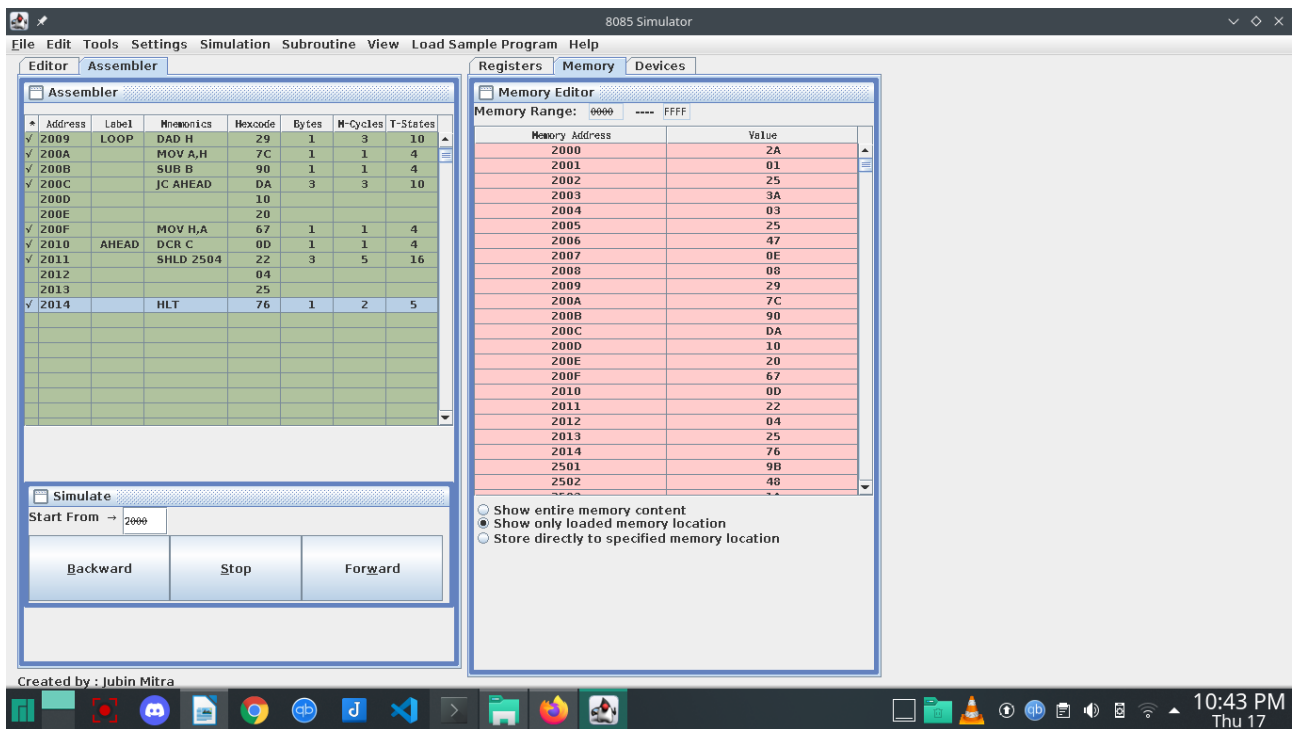 8085 Simulator
File Edit Tools Settings Simulation Subroutine View Load Sample Program Help
Editor Assembler
Registers Memory Devices
Assembler
* Address Label Mnemonics Hexcode Bytes M-Cycles T-States
√ 2009 LOOP DAD H 29 1 3 10
√ 200A MOV A,H 7C 1 1 4
√ 200B SUB B 90 1 1 4
√ 200C JC AHEAD DA 3 3 10
200D 10
200E 20
√ 200F MOV H,A 67 1 1 4
√ 2010 AHEAD DCR C 0D 1 1 4
√ 2011 SHLD 2504 22 3 5 16
2012 04
2013 25
√ 2014 HLT 76 1 2 5
Simulate
Start From → 2000
Backward Stop Forward
Memory Editor
Memory Range: 0000 ---- FFFF
Memory Address Value
2000 2A
2001 01
2002 25
2003 3A
2004 03
2005 25
2006 47
2007 0E
2008 08
2009 29
200A 7C
200B 90
200C DA
200D 10
200E 20
200F 67
2010 0D
2011 22
2012 04
2013 25
2014 76
2501 9B
2502 48
Show entire memory content
Show only loaded memory location
Store directly to specified memory location
Created by : Jubin Mitra
qb
J
qb
10:43 PM
Thu 17